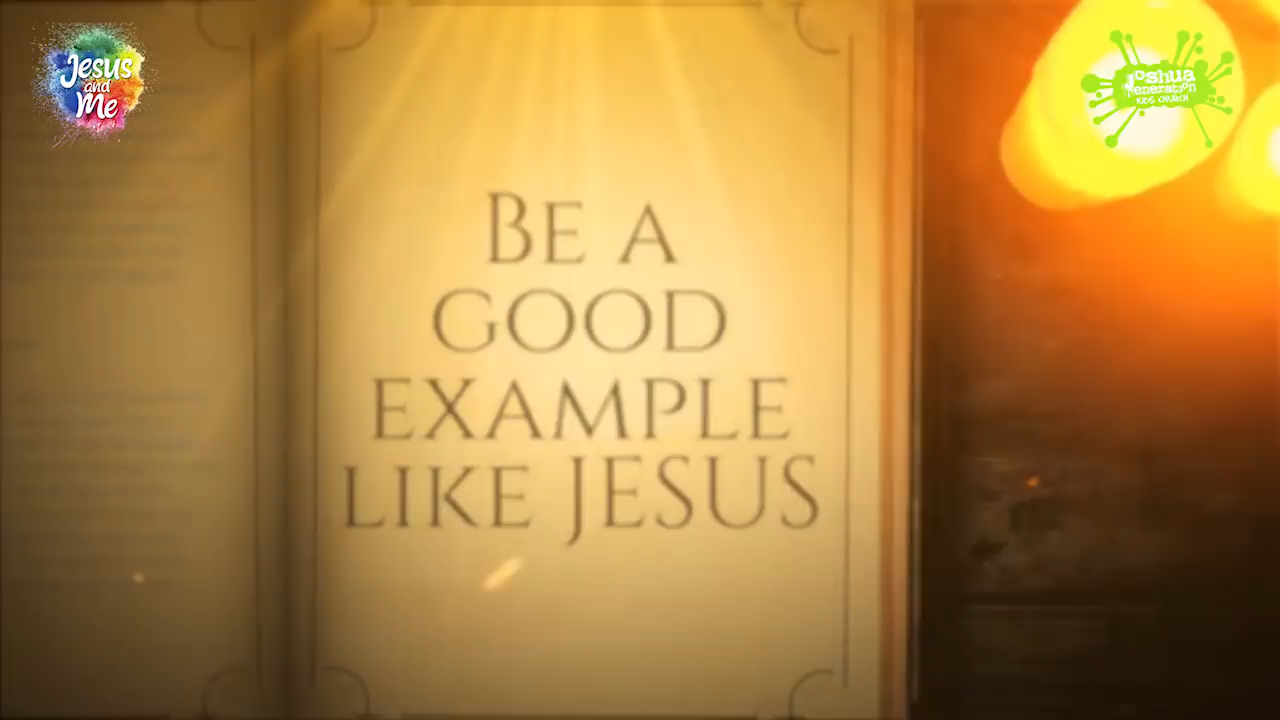 Jesus
and
Me
Joshua
Generation
KIDS CHURCH
BE A
GOOD
EXAMPLE
LIKE JESUS